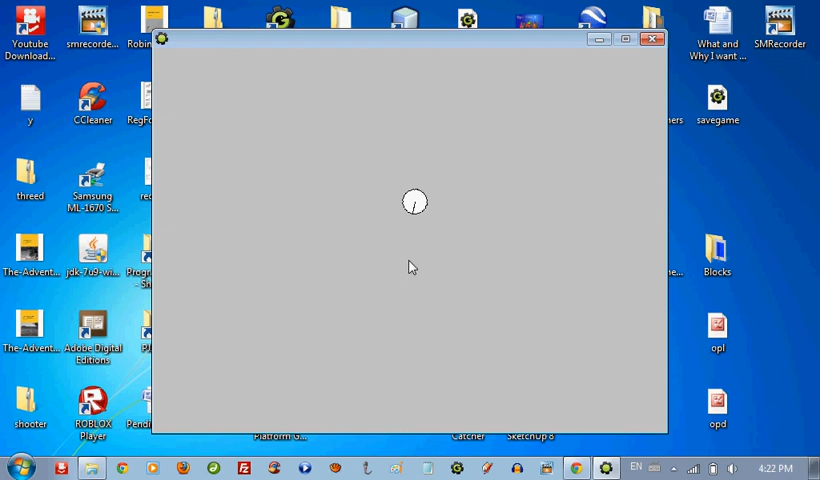 Youtube
Download...
smrecorde...
Robin
What and
Why I want ...
SMRecorder
y
CCleaner
RegFo
ners
savegame
threed
Samsung
ML-1670 S...
rec
The-Advent...
jdk-7u9-wi...
Progr
- Sh
ne...
Blocks
The-Advent...
Adobe Digital
Editions
PJ
opl
shooter
ROBLOX
Player
Pendi
Platform G...
Catcher
SketchUp 8
opd
EN
4:22 PM